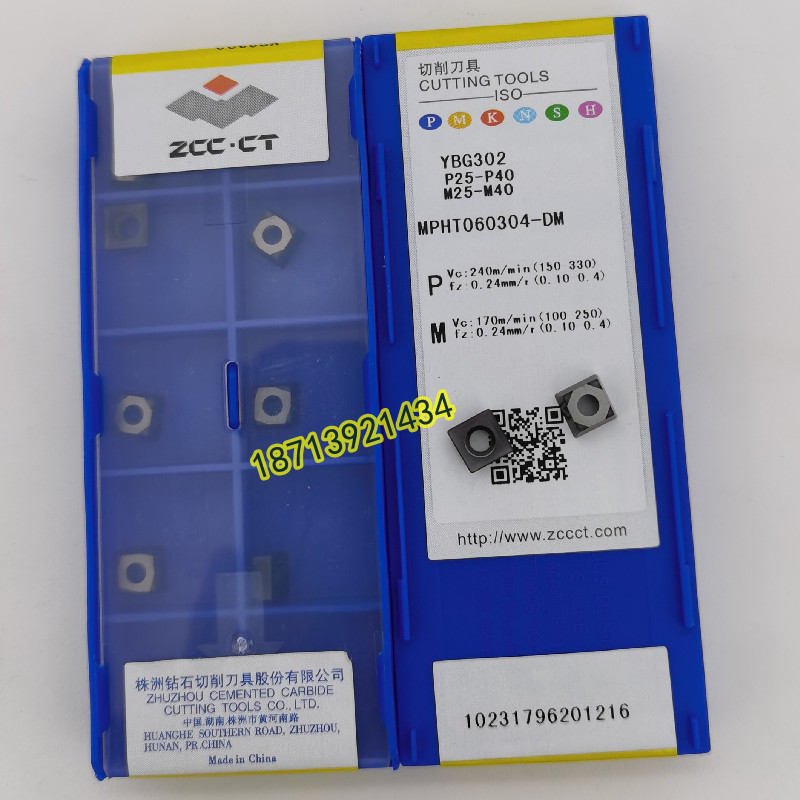 ZCC·CT
株洲钻石切削刀具股份有限公司
ZHUZHOU CEMENTED CARBIDE
CUTTING TOOLS CO., LTD.
中国.湖南.株洲市黄河南路
HUANGHE SOUTHERN ROAD, ZHUZHOU,
HUNAN, PR.CHINA
Made in China
切削刀具
CUTTING TOOLS
ISO
P M K N S H
YBG302
P25-P40
M25-M40
MPHT060304-DM
P Vc:240m/min(150 330)
fz:0.24mm/r(0.10 0.4)
M Vc:170m/min(100 250)
fz:0.24mm/r(0.10 0.4)
18713921434
http://www.zccct.com
10231796201216